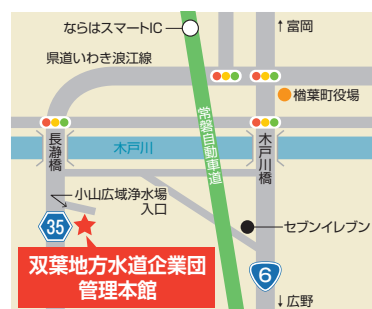 ならはスマートIC
↑富岡
県道いわき浪江線
楢葉町役場
常磐自動車道
長瀞橋
木戸川
木戸川橋
小山広域浄水場
入口
35
セブンイレブン
双葉地方水道企業団
管理本館
6
↓広野